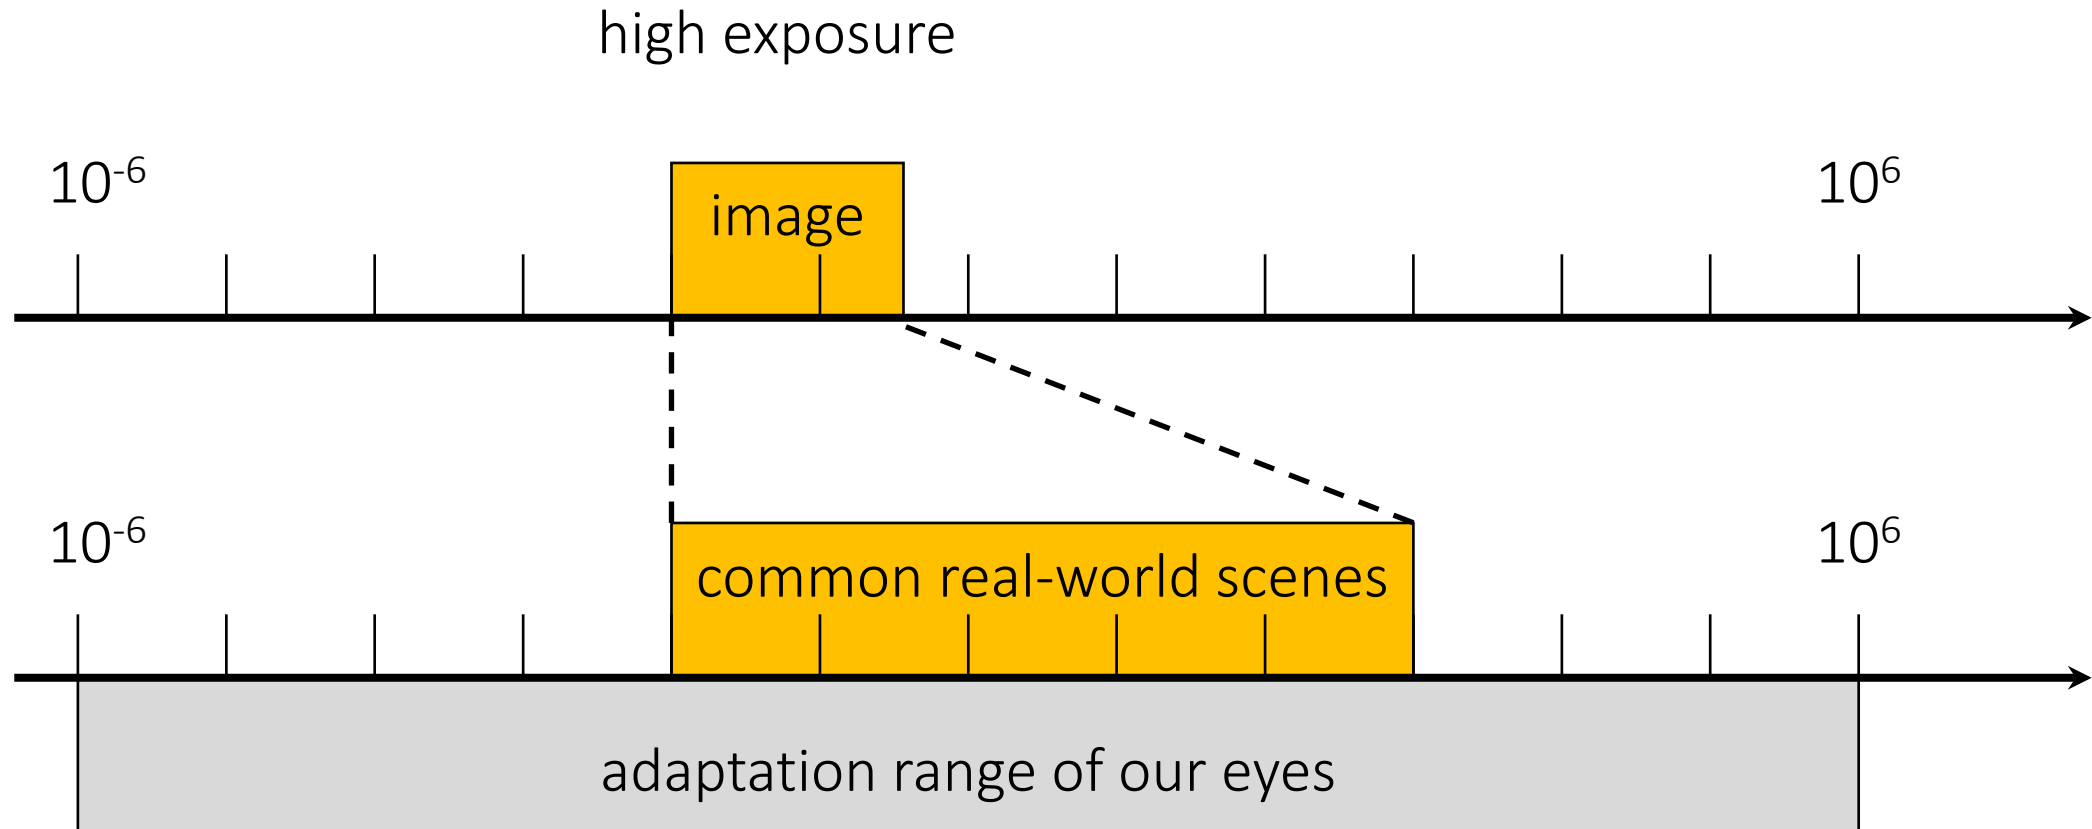 high exposure
10⁻⁶
10⁶
image
10⁻⁶
10⁶
common real-world scenes
adaptation range of our eyes